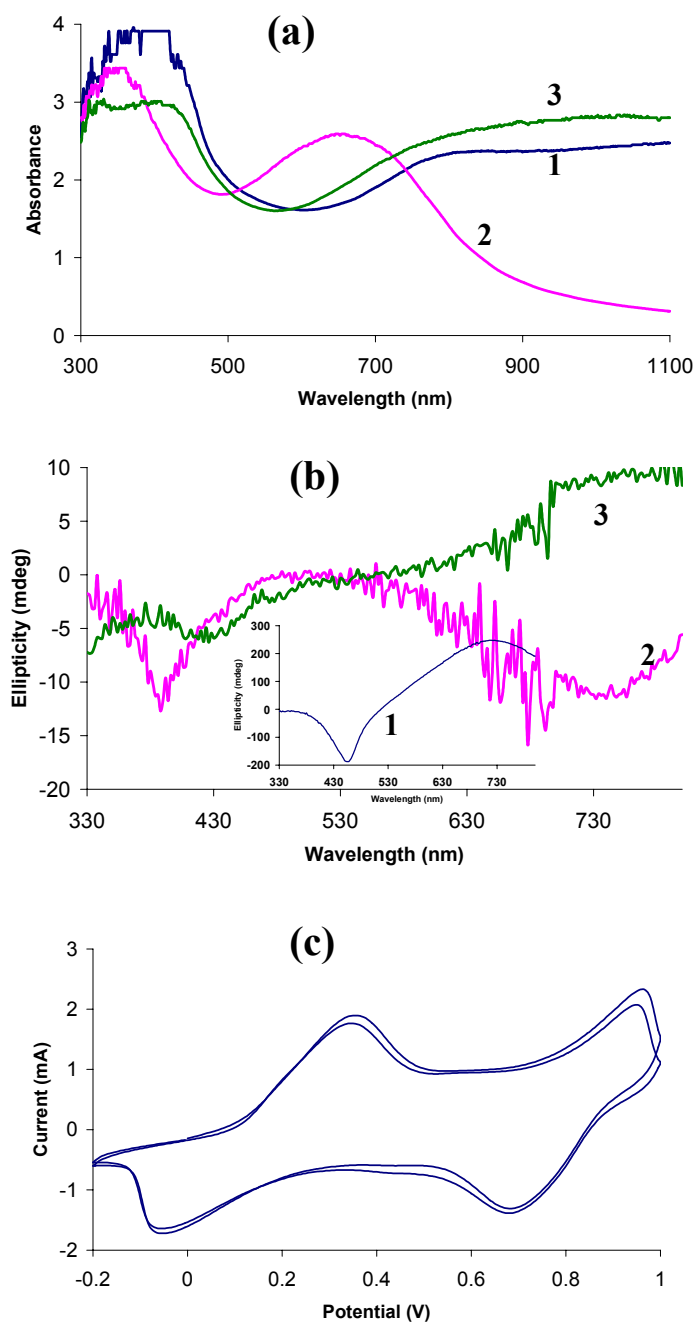 (a)
4
3
2
1
0
Absorbance
3
1
2
300 500 700 900 1100
Wavelength (nm)
(b)
10
5
0
-5
-10
-15
-20
Ellipticity (mdeg)
3
2
300
200
100
0
-100
-200
Ellipticity (mdeg)
1
330 430 530 630 730
Wavelength (nm)
330 430 530 630 730
Wavelength (nm)
(c)
3
2
1
0
-1
-2
Current (mA)
-0.2 0 0.2 0.4 0.6 0.8 1
Potential (V)